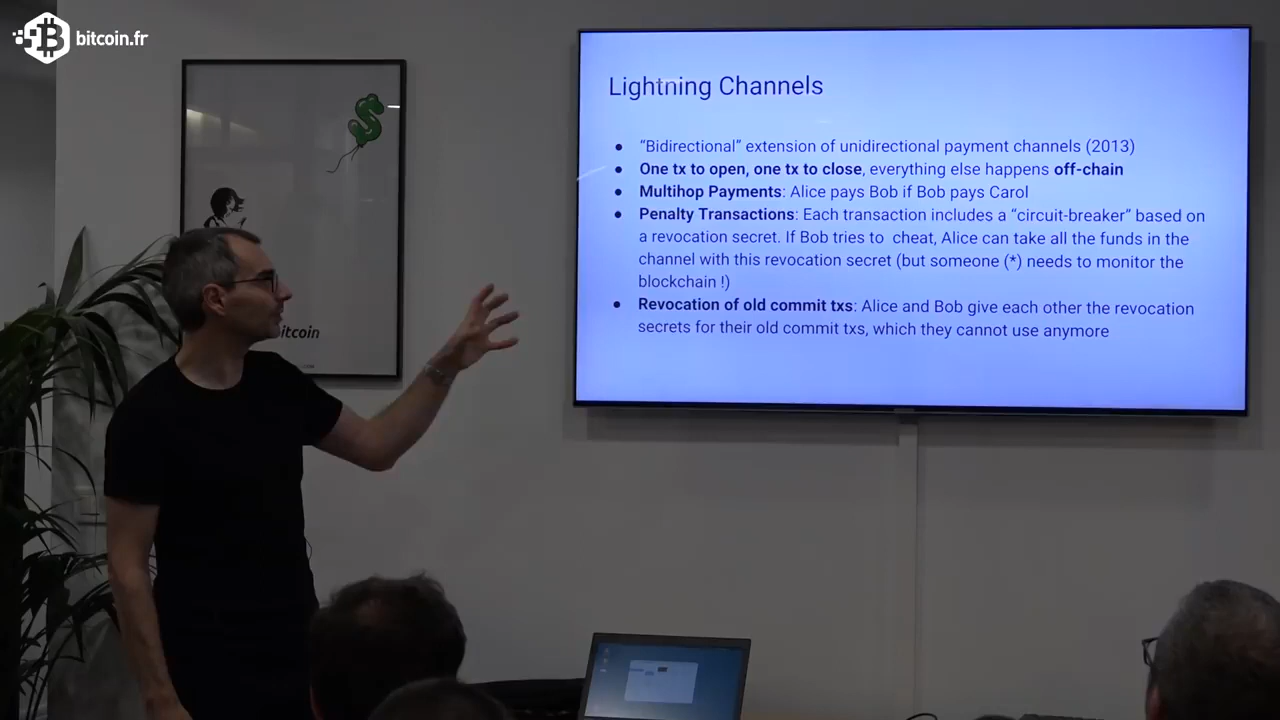 bitcoin.fr
Lightning Channels
“Bidirectional” extension of unidirectional payment channels (2013)
One tx to open, one tx to close, everything else happens off-chain
Multihop Payments: Alice pays Bob if Bob pays Carol
Penalty Transactions: Each transaction includes a “circuit-breaker” based on
a revocation secret. If Bob tries to cheat, Alice can take all the funds in the
channel with this revocation secret (but someone (*) needs to monitor the
blockchain !)
Revocation of old commit txs: Alice and Bob give each other the revocation
secrets for their old commit txs, which they cannot use anymore
itcoin